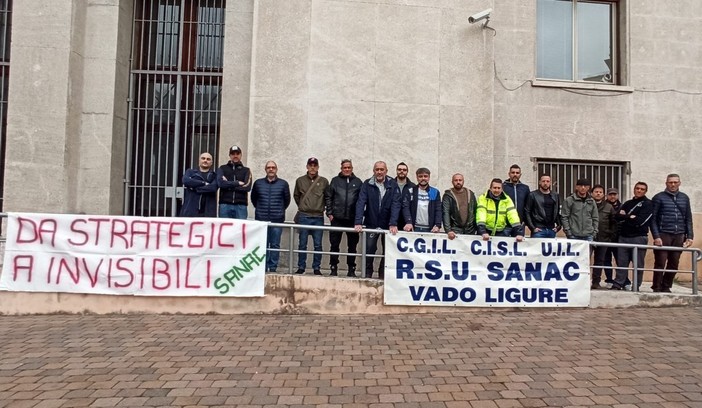 DA STRATEGICI
A INVISIBILI
SANAC
C.G.I.L. C.I.S.L. U.I.L.
R.S.U. SANAC
VADO LIGURE